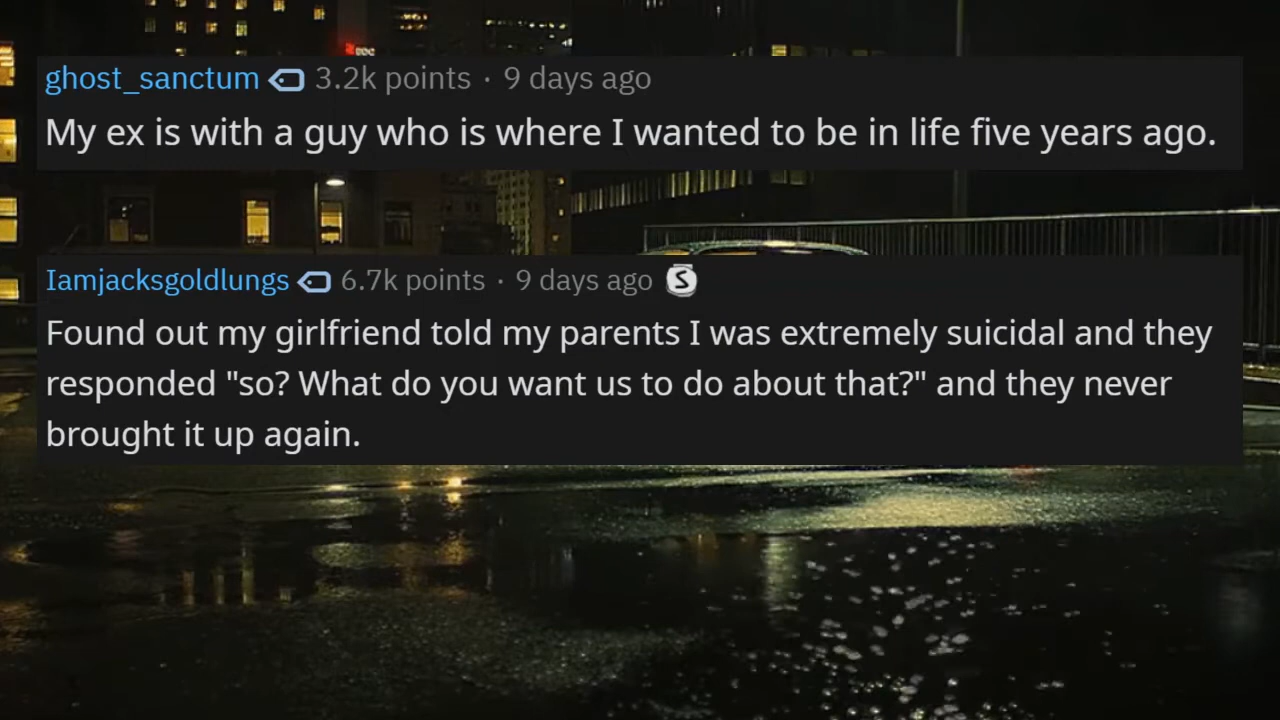 ghost_sanctum 3.2k points · 9 days ago
My ex is with a guy who is where I wanted to be in life five years ago.
Iamjacksgoldlungs 6.7k points · 9 days ago S
Found out my girlfriend told my parents I was extremely suicidal and they
responded "so? What do you want us to do about that?" and they never
brought it up again.